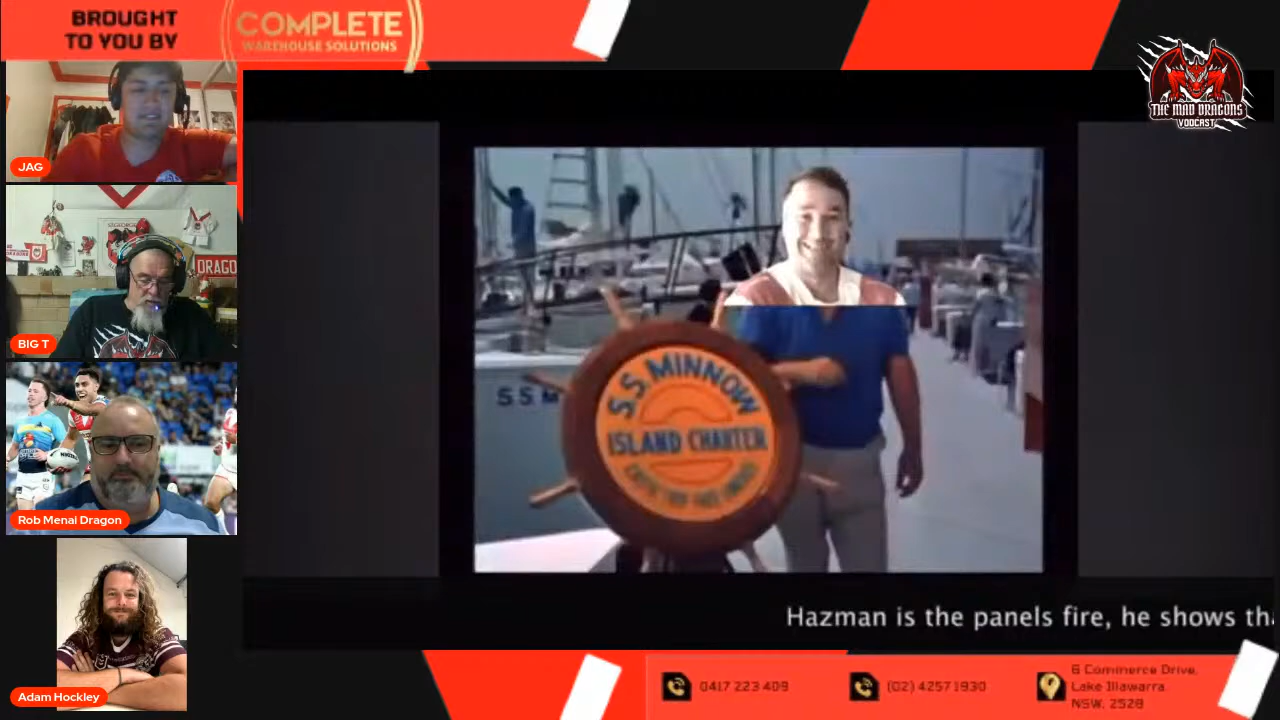 BROUGHT
TO YOU BY
COMPLETE
WAREHOUSE SOLUTIONS
THE MAD DRAGONS
VODCAST
JAG
BIG T
DRAGO
Rob Menai Dragon
Adam Hockley
S.S. M
S.S. MINNOW
ISLAND CHARTER
Hazman is the panels fire, he shows tha
0417 223 409
(02) 4257 1930
6 Commerce Drive,
Lake Illawarra,
NSW, 2528